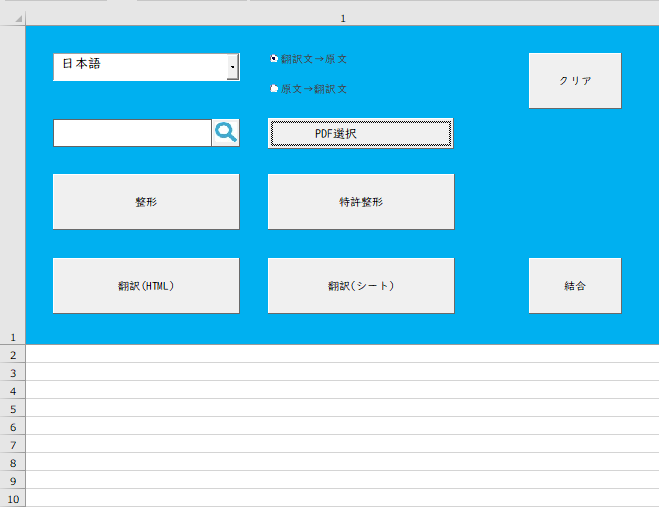 1
日本語
翻訳文→原文
原文→翻訳文
クリア
PDF選択
整形
特許整形
翻訳(HTML)
翻訳(シート)
結合
1
2
3
4
5
6
7
8
9
10